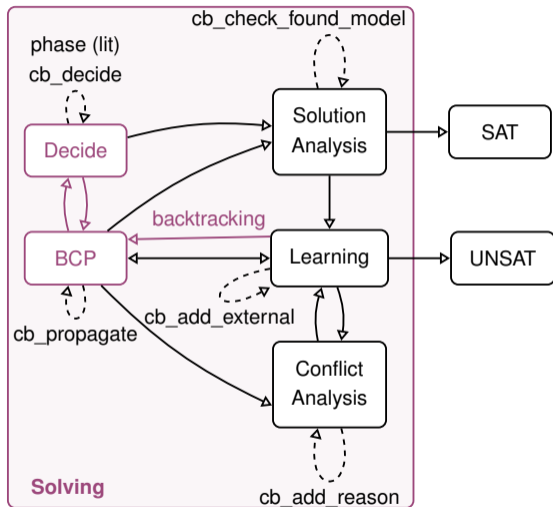 cb_check_found_model
phase (lit)
cb_decide
Decide
Solution
Analysis
SAT
backtracking
BCP
Learning
UNSAT
cb_add_external
cb_propagate
Conflict
Analysis
Solving
cb_add_reason